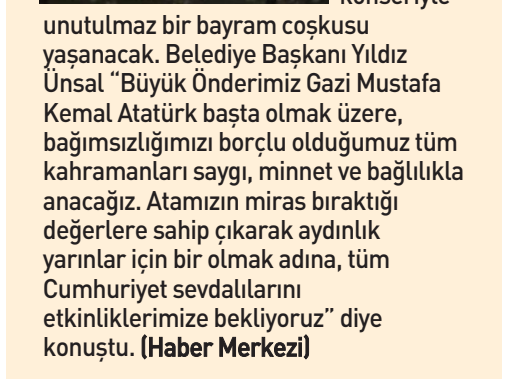 konseriyle
unutulmaz bir bayram coşkusu
yaşanacak. Belediye Başkanı Yıldız
Ünsal “Büyük Önderimiz Gazi Mustafa
Kemal Atatürk başta olmak üzere,
bağımsızlığımızı borçlu olduğumuz tüm
kahramanları saygı, minnet ve bağlılıkla
anacağız. Atamızın miras bıraktığı
değerlere sahip çıkarak aydınlık
yarınlar için bir olmak adına, tüm
Cumhuriyet sevdalılarını
etkinliklerimize bekliyoruz” diye
konuştu. (Haber Merkezi)